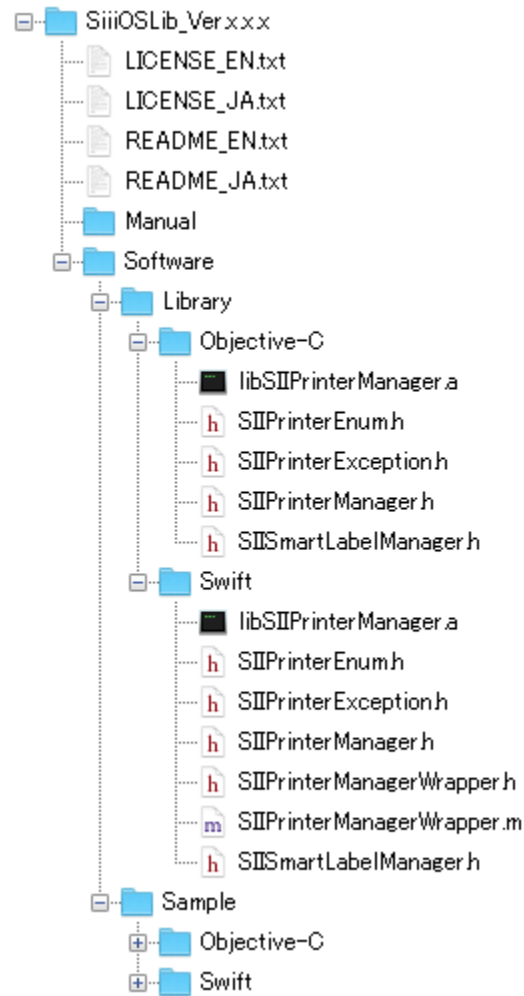 SiiiOSLib_Ver.x.x.x
LICENSE_EN.txt
LICENSE_JA.txt
README_EN.txt
README_JA.txt
Manual
Software
Library
Objective-C
libSIIPrinterManager.a
h SIIPrinterEnum.h
h SIIPrinterException.h
h SIIPrinterManager.h
h SIISmartLabelManager.h
Swift
libSIIPrinterManager.a
h SIIPrinterEnum.h
h SIIPrinterException.h
h SIIPrinterManager.h
h SIIPrinterManagerWrapper.h
m SIIPrinterManagerWrapper.m
h SIISmartLabelManager.h
Sample
Objective-C
Swift